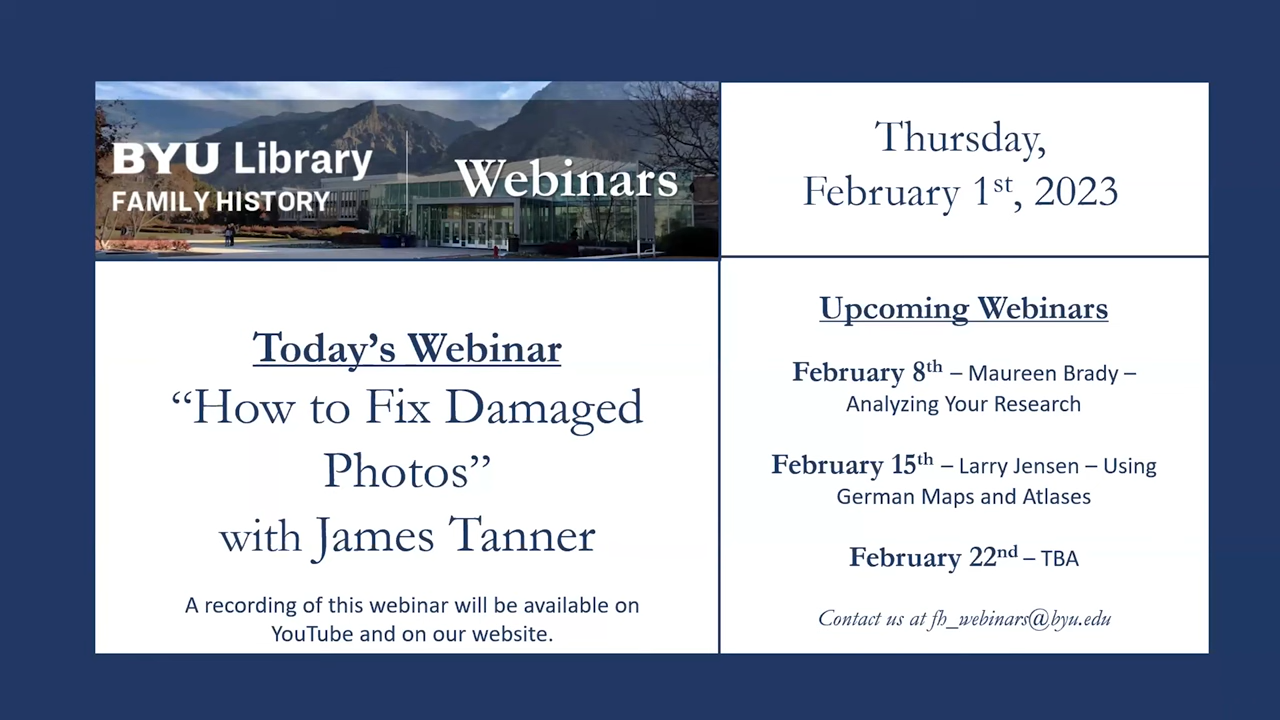 BYU Library
FAMILY HISTORY
Webinars
Thursday,
February 1st, 2023
Today's Webinar
“How to Fix Damaged
Photos”
with James Tanner
A recording of this webinar will be available on
YouTube and on our website.
Upcoming Webinars
February 8th – Maureen Brady –
Analyzing Your Research
February 15th – Larry Jensen – Using
German Maps and Atlases
February 22nd – TBA
Contact us at fh_webinars@byu.edu